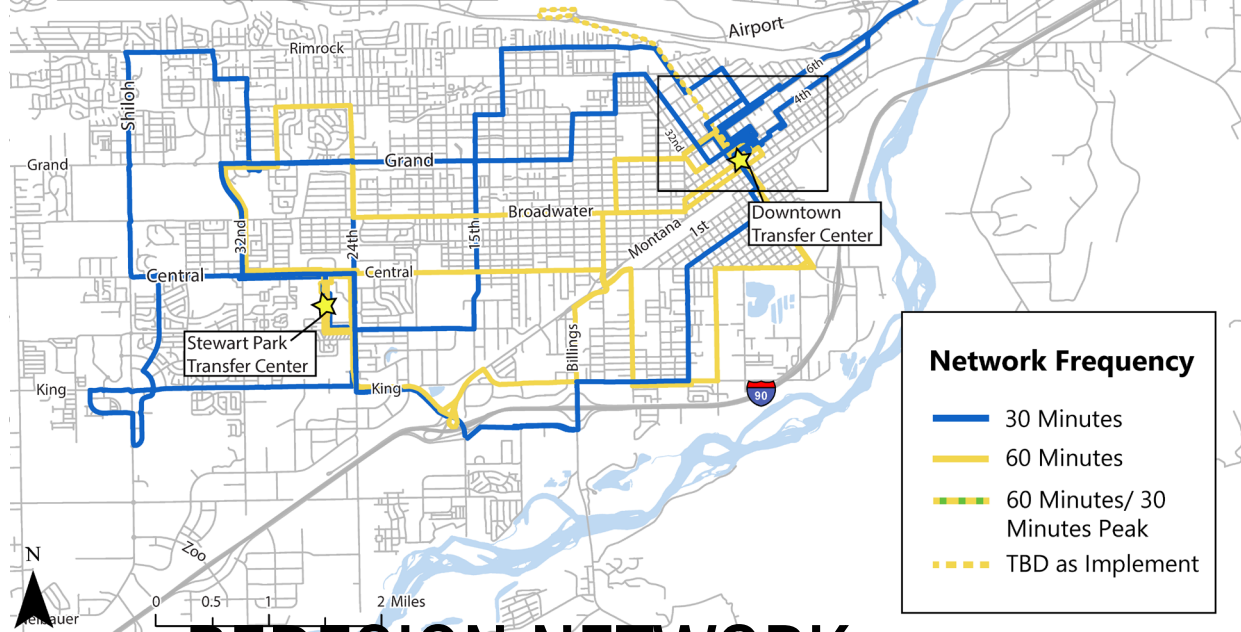 Airport
Rimrock
6th
4th
Shiloh
32nd
Grand
Grand
Broadwater
Downtown
Transfer Center
32nd
24th
15th
Montana
1st
Central
Central
Stewart Park
Transfer Center
Billings
King
King
90
Network Frequency
30 Minutes
60 Minutes
60 Minutes/ 30
Minutes Peak
TBD as Implement
Zoo
N
0 0.5 1 2 Miles